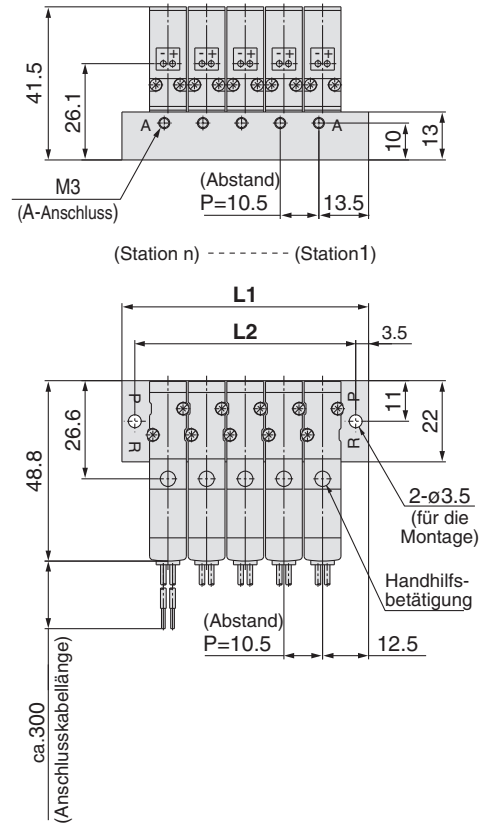 41.5
26.1
- +
- +
- +
- +
- +
A
A
10
13
M3
(A-Anschluss)
(Abstand)
P=10.5
13.5
(Station n) ------- (Station1)
L1
L2
3.5
P
R
P
R
11
22
26.6
48.8
2-ø3.5
(für die
Montage)
Handhilfs-
betätigung
(Abstand)
P=10.5
12.5
ca.300
(Anschlusskabellänge)